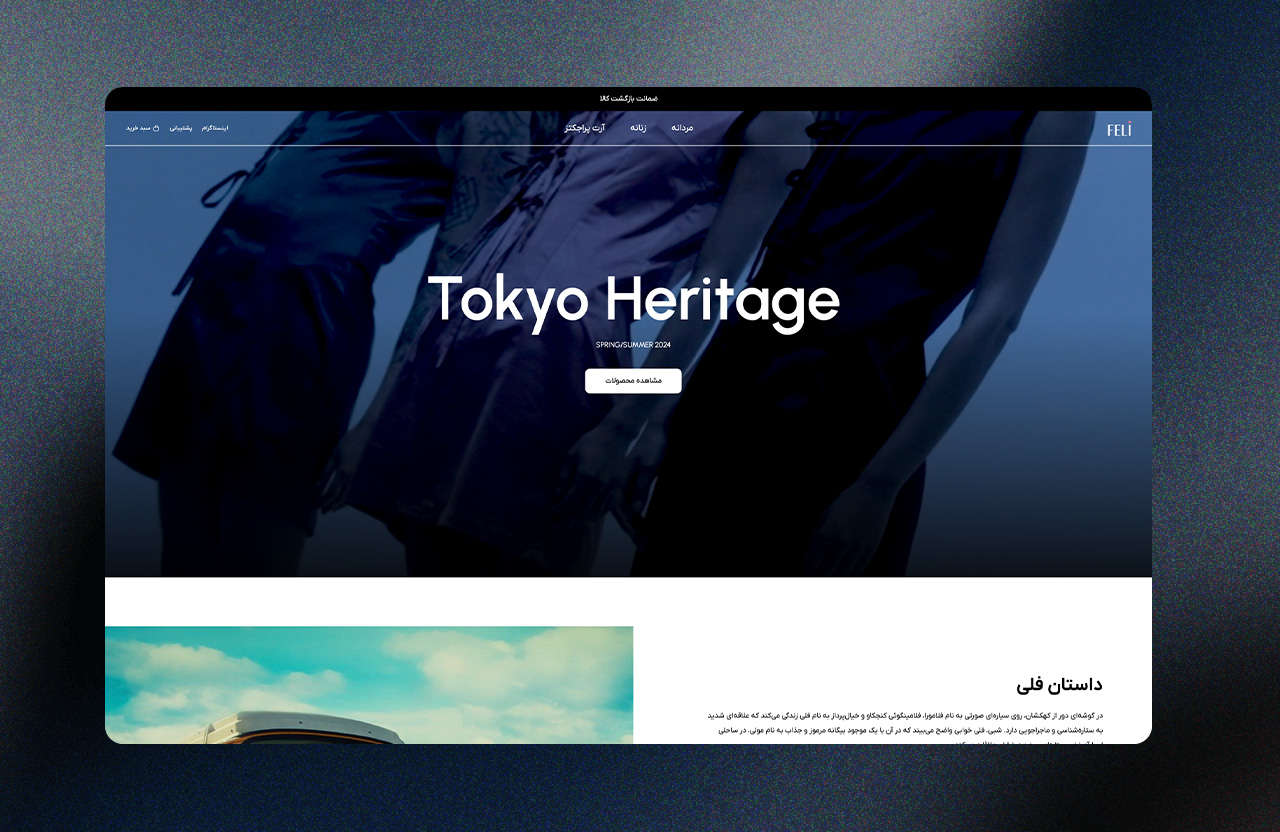 ضمانت بازگشت کالا
FELİ
مردانه
زنانه
آرت پراجکتز
اینستاگرام
پشتیبانی
سبد خرید
Tokyo Heritage
SPRING/SUMMER 2024
مشاهده محصولات
داستان فلی
در گوشه‌ای دور از کهکشان، روی سیاره‌ای صورتی به نام فلامورا، فلامینگوئی کنجکاو و خیال‌پرداز به نام فلی زندگی می‌کند که علاقه‌ای شدید
به ستاره‌شناسی و ماجراجویی دارد. شبی، فلی خوابی واضح می‌بیند که در آن با یک موجود بیگانه مرموز و جذاب به نام مونی، در ساحلی